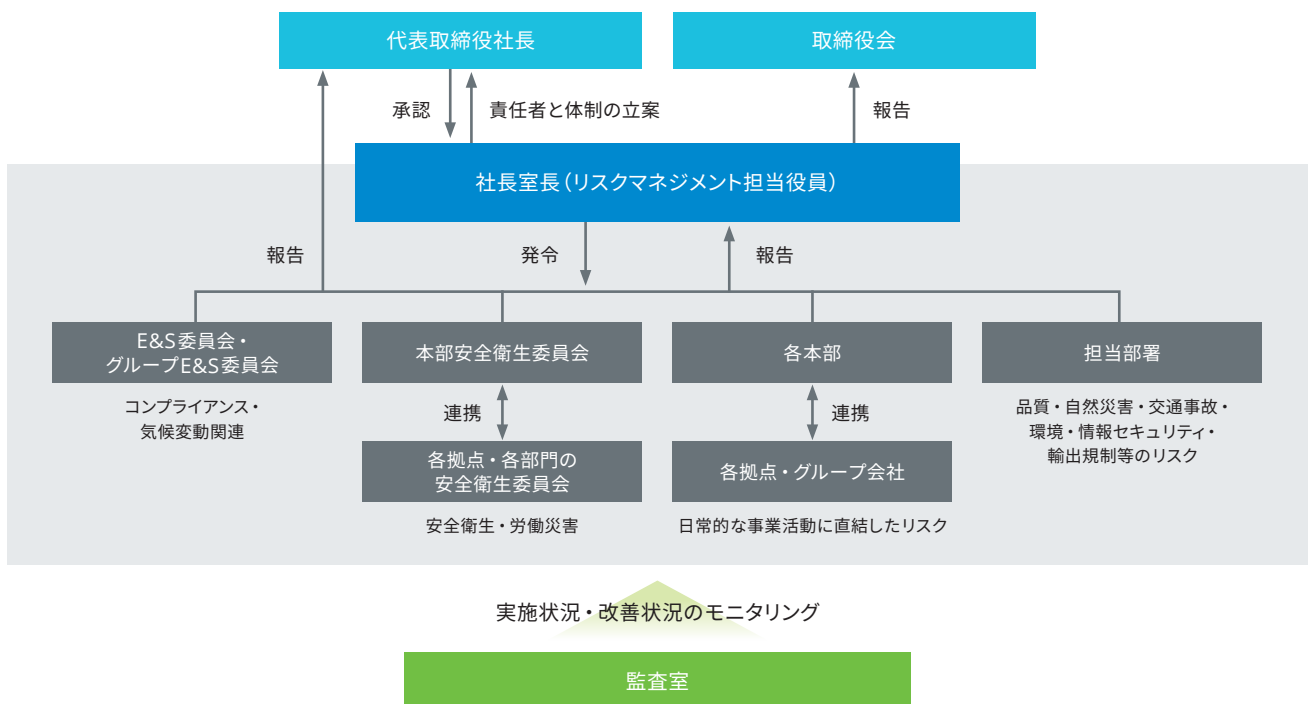 代表取締役社長
取締役会
承認
責任者と体制の立案
報告
社長室長（リスクマネジメント担当役員）
報告
発令
報告
E&S委員会・
グループE&S委員会
本部安全衛生委員会
各本部
担当部署
コンプライアンス・
気候変動関連
連携
連携
品質・自然災害・交通事故・
環境・情報セキュリティ・
輸出規制等のリスク
各拠点・各部門の
安全衛生委員会
各拠点・グループ会社
安全衛生・労働災害
日常的な事業活動に直結したリスク
実施状況・改善状況のモニタリング
監査室